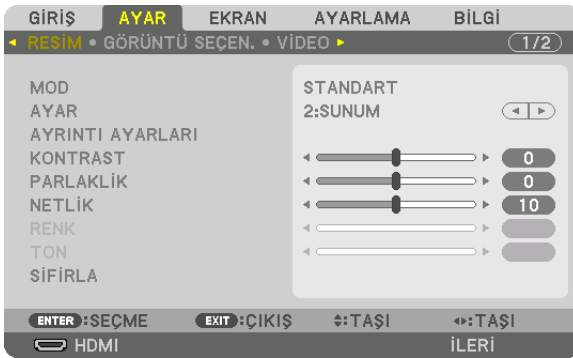 GİRİŞ AYAR EKRAN AYARLAMA BİLGİ
RESİM • GÖRÜNTÜ SEÇEN. • VİDEO 1/2
MOD STANDART
AYAR 2:SUNUM
AYRINTI AYARLARI
KONTRAST 0
PARLAKLİK 0
NETLİK 10
RENK
TON
SİFİRLA
ENTER :SEÇME EXIT :ÇIKIŞ :TAŞI :TAŞI
HDMI İLERİ